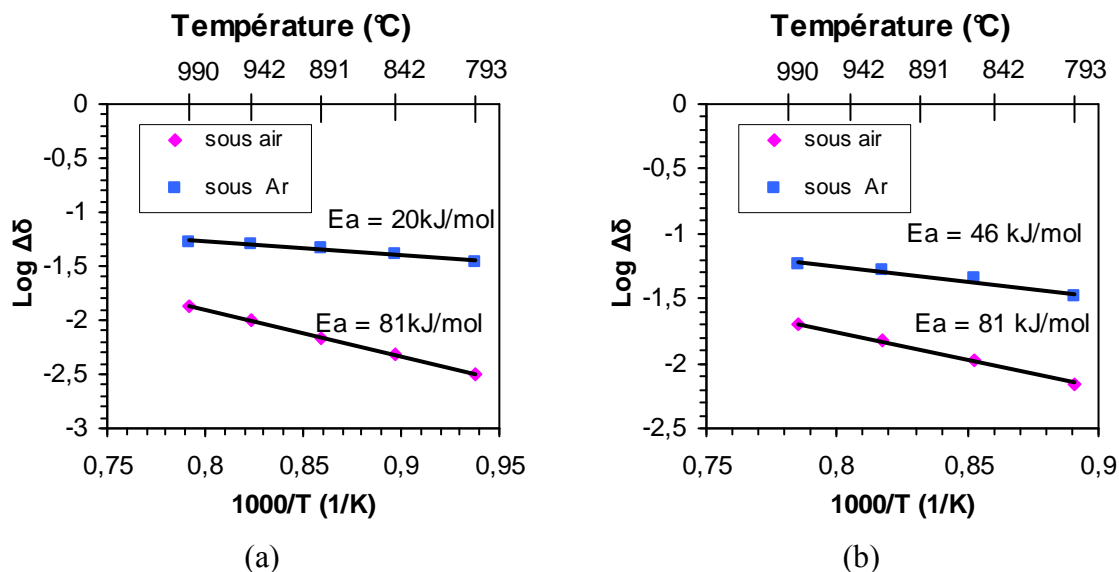 Température (°C)
990 942 891 842 793
0
-0,5
-1
-1,5
-2
-2,5
-3
Log Δδ
sous air
sous Ar
Ea = 20kJ/mol
Ea = 81kJ/mol
0,75 0,8 0,85 0,9 0,95
1000/T (1/K)
(a)
Température (°C)
990 942 891 842 793
0
-0,5
-1
-1,5
-2
-2,5
Log Δδ
sous air
sous Ar
Ea = 46 kJ/mol
Ea = 81 kJ/mol
0,75 0,8 0,85 0,9
1000/T (1/K)
(b)